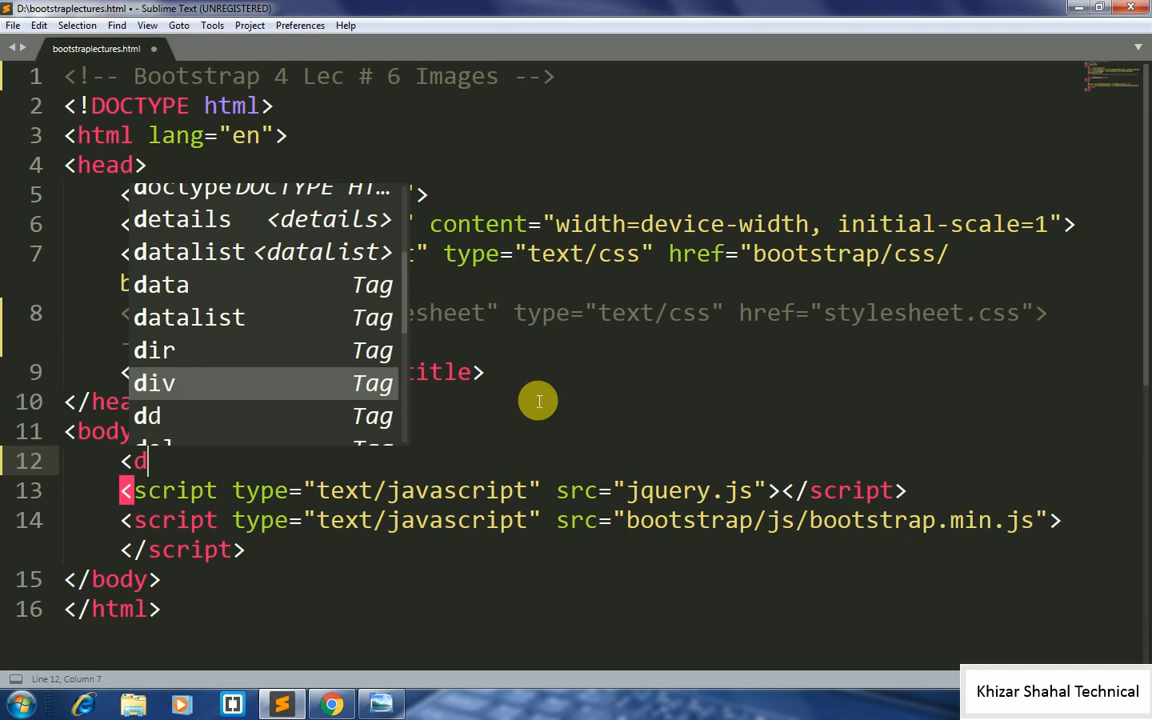 D:\bootstraplectures.html • - Sublime Text (UNREGISTERED)
File Edit Selection Find View Goto Tools Project Preferences Help
bootstraplectures.html
1 <!-- Bootstrap 4 Lec # 6 Images -->
2 <!DOCTYPE html>
3 <html lang="en">
4 <head>
5 < ">
6 < " content="width=device-width, initial-scale=1">
7 < t" type="text/css" href="bootstrap/css/
b
8 < esheet" type="text/css" href="stylesheet.css">
9 < title>
10 </hea
11 <body
12 <d
13 <script type="text/javascript" src="jquery.js"></script>
14 <script type="text/javascript" src="bootstrap/js/bootstrap.min.js">
</script>
15 </body>
16 </html>
doctype DOCTYPE HT…
details <details>
datalist <datalist>
data Tag
datalist Tag
dir Tag
div Tag
dd Tag
Line 12, Column 7
Khizar Shahal Technical